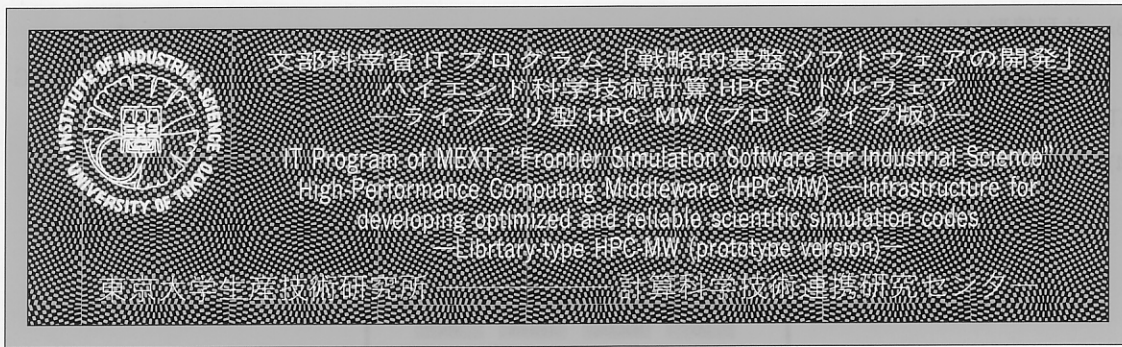 INSTITUTE OF INDUSTRIAL SCIENCE
UNIVERSITY OF TOKYO
文部科学省 IT プログラム「戦略的基盤ソフトウェアの開発」
ハイエンド科学技術計算 HPC ミドルウェア
―ライブラリ型 HPC-MW(プロトタイプ版)―
IT Program of MEXT: "Frontier Simulation Software for Industrial Science"
High-Performance Computing Middleware (HPC-MW) —Infrastructure for
developing optimized and reliable scientific simulation codes
—Librtary-type HPC-MW (prototype version)—
東京大学生産技術研究所 ――――― 計算科学技術連携研究センター